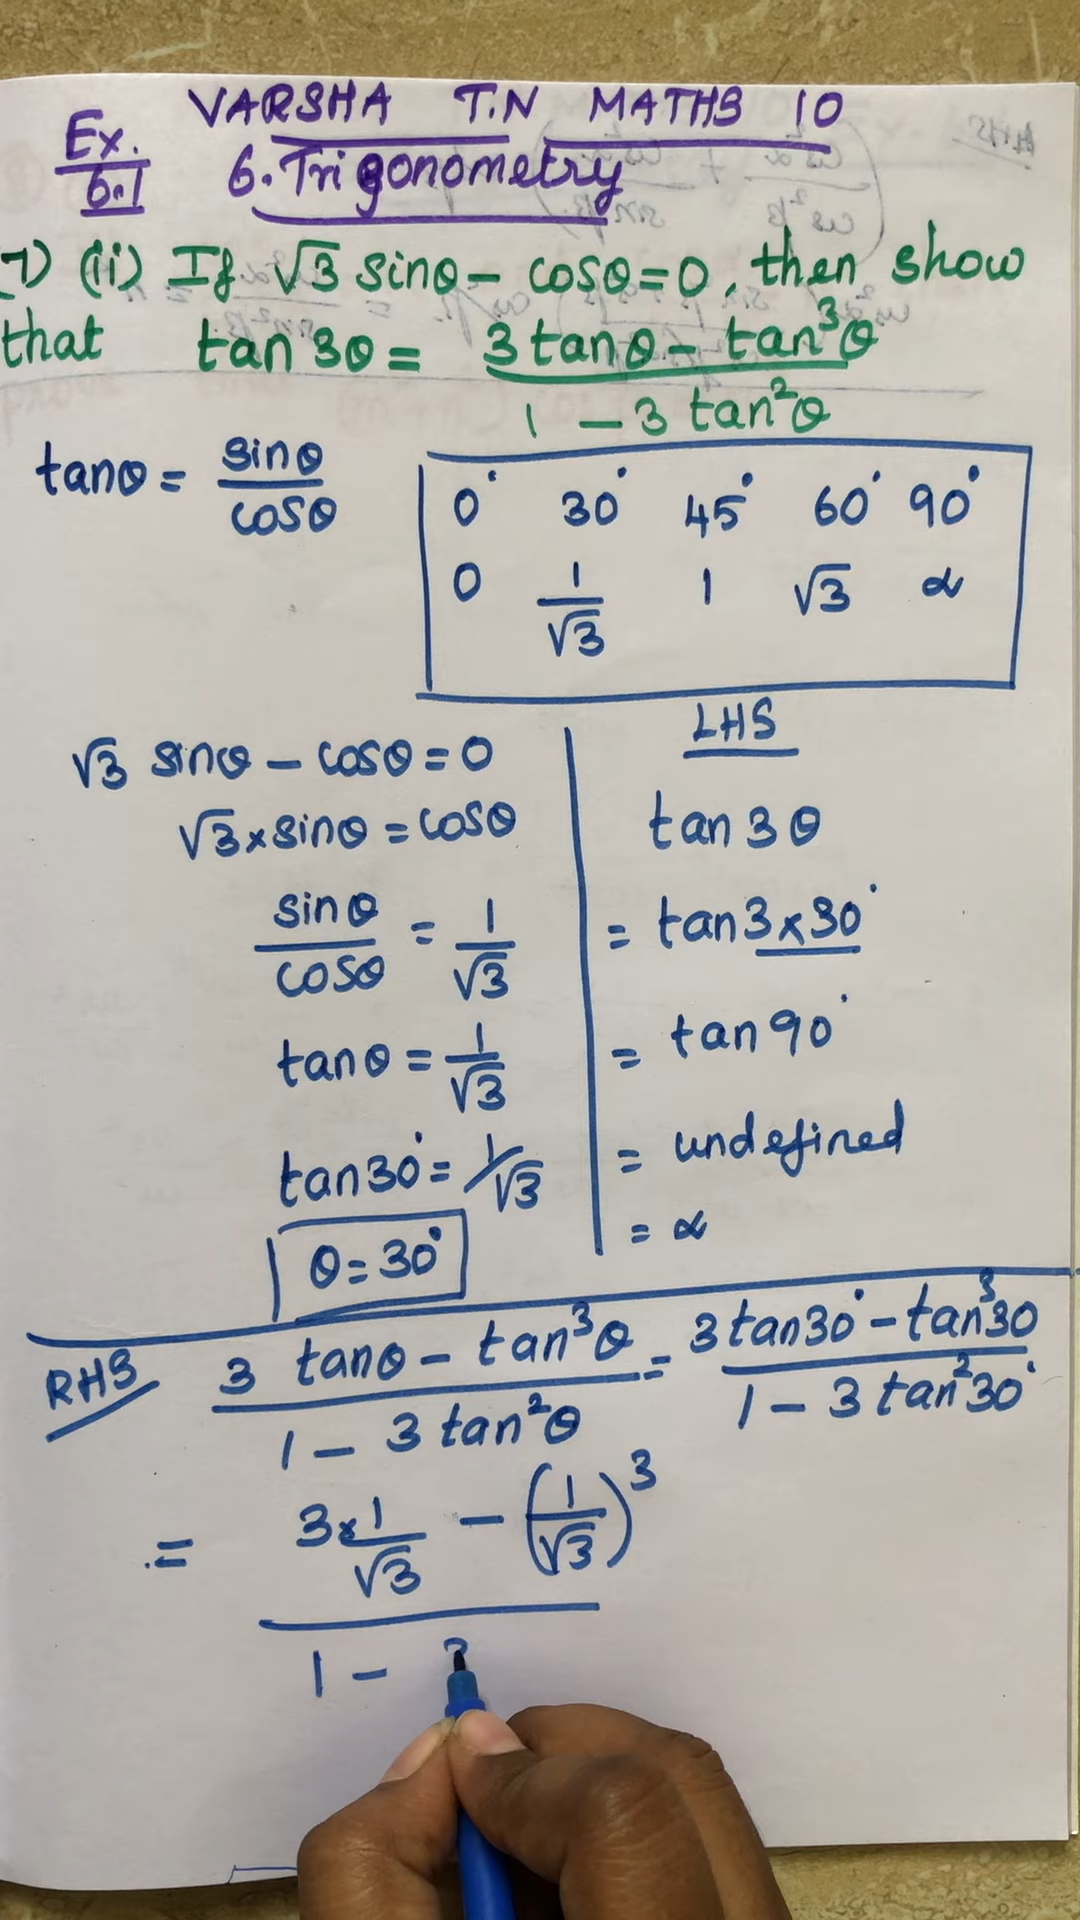 VARSHA T.N MATHS 10
Ex. 6.1
6. Trigonometry
7) (ii) If √3 sinθ - cosθ = 0, then show
that tan 3θ = (3 tanθ - tan³θ) / (1 - 3 tan²θ)
tanθ = sinθ / cosθ
0° 30° 45° 60° 90°
0 1/√3 1 √3 α
√3 sinθ - cosθ = 0
√3 × sinθ = cosθ
sinθ / cosθ = 1/√3
tanθ = 1/√3
tan30° = 1/√3
θ = 30°
LHS
tan 3θ
= tan 3×30°
= tan 90°
= undefined
= α
RHS (3 tanθ - tan³θ) / (1 - 3 tan²θ) = (3 tan30° - tan³30) / (1 - 3 tan²30°)
= (3 × 1/√3 - (1/√3)³) / (1 -